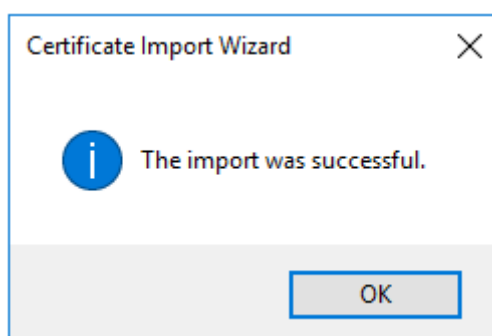 Certificate Import Wizard
The import was successful.
OK